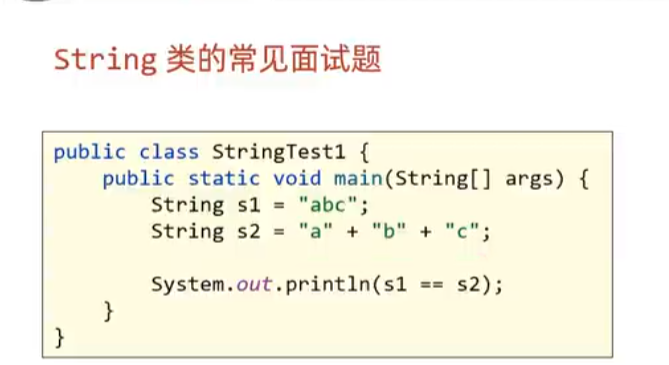 String 类的常见面试题
public class StringTest1 {
    public static void main(String[] args) {
        String s1 = "abc";
        String s2 = "a" + "b" + "c";

        System.out.println(s1 == s2);
    }
}